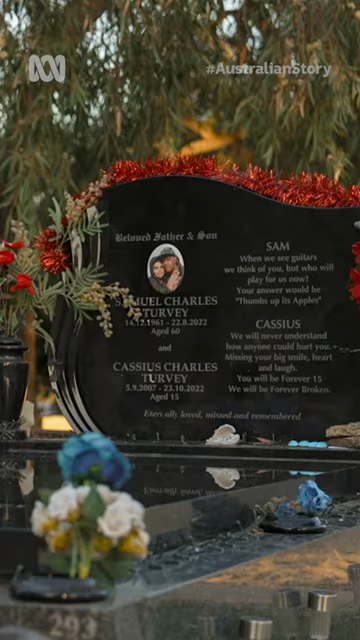 #AustralianStory
Beloved Father & Son
SAMUEL CHARLES
TURVEY
14.12.1961 - 22.8.2022
Aged 60
and
CASSIUS CHARLES
TURVEY
5.9.2007 - 23.10.2022
Aged 15
SAM
When we see guitars
we think of you, but who will
play for us now?
Your answer would be
"Thumbs up its Apples"
CASSIUS
We will never understand
how anyone could hurt you.
Missing your big smile, heart
and laugh.
You will be Forever 15
We will be Forever Broken.
Eternally loved, missed and remembered
293